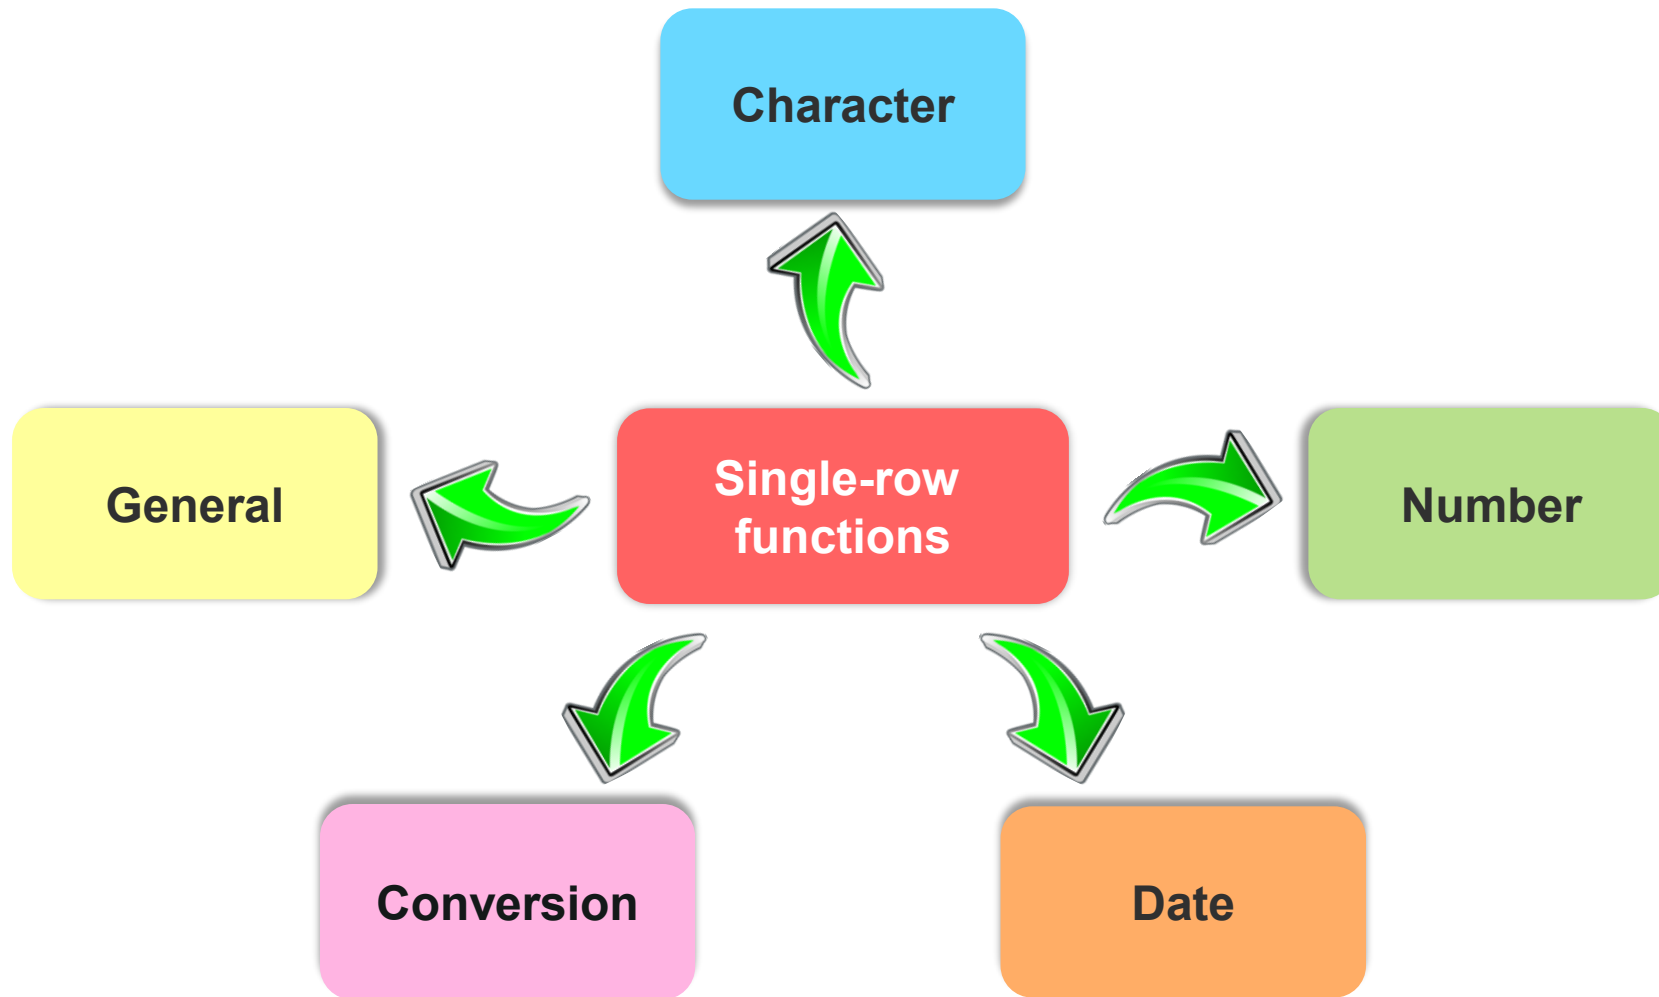 Character
General
Single-row
functions
Number
Conversion
Date